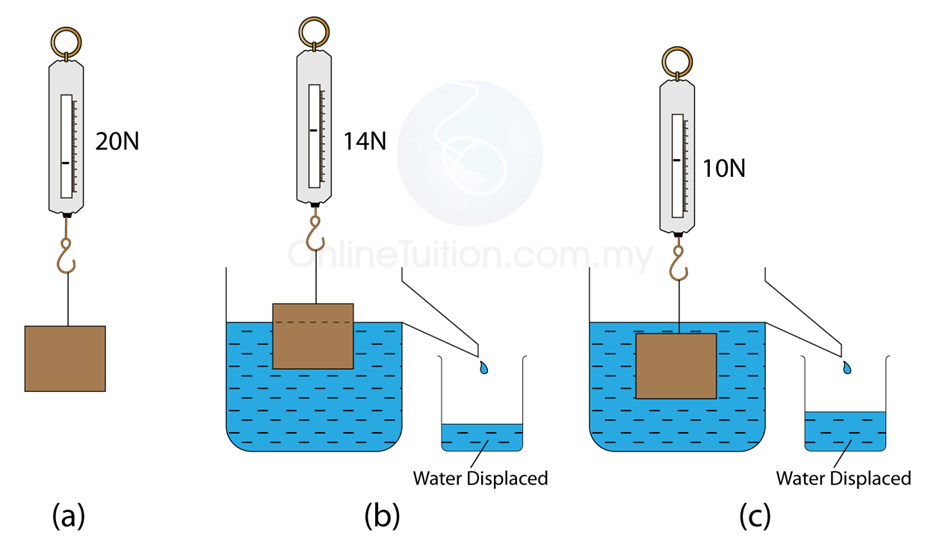 20N
14N
10N
OnlineTuition.com.my
Water Displaced
Water Displaced
(a)
(b)
(c)